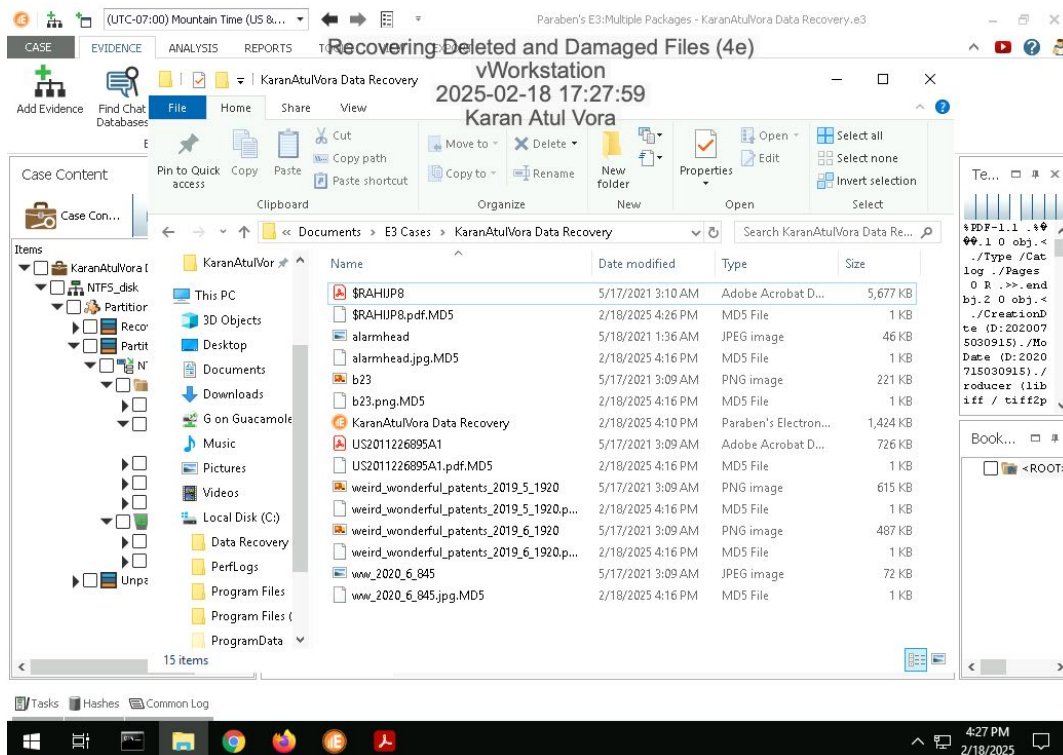 (UTC-07:00) Mountain Time (US &...
Paraben's E3:Multiple Packages - KaranAtulVora Data Recovery.e3
CASE EVIDENCE ANALYSIS REPORTS
Recovering Deleted and Damaged Files (4e)
vWorkstation
2025-02-18 17:27:59
Karan Atul Vora
Add Evidence
Find Chat
Databases
KaranAtulVora Data Recovery
File Home Share View
Pin to Quick
access
Copy
Paste
Cut
Copy path
Paste shortcut
Clipboard
Move to
Copy to
Delete
Rename
Organize
New
folder
New
Properties
Open
Edit
Open
Select all
Select none
Invert selection
Select
« Documents > E3 Cases > KaranAtulVora Data Recovery
Search KaranAtulVora Data Re...
Case Content
Case Con...
Items
KaranAtulVora
NTFS_disk
Partition
Reco
Partit
Unpa
KaranAtulVor
This PC
3D Objects
Desktop
Documents
Downloads
G on Guacamole
Music
Pictures
Videos
Local Disk (C:)
Data Recovery
PerfLogs
Program Files
Program Files (
ProgramData
Name Date modified Type Size
$RAHIJP8 5/17/2021 3:10 AM Adobe Acrobat D... 5,677 KB
$RAHIJP8.pdf.MD5 2/18/2025 4:26 PM MD5 File 1 KB
alarmhead 5/18/2021 1:36 AM JPEG image 46 KB
alarmhead.jpg.MD5 2/18/2025 4:16 PM MD5 File 1 KB
b23 5/17/2021 3:09 AM PNG image 221 KB
b23.png.MD5 2/18/2025 4:16 PM MD5 File 1 KB
KaranAtulVora Data Recovery 2/18/2025 4:10 PM Paraben's Electron... 1,424 KB
US2011226895A1 5/17/2021 3:09 AM Adobe Acrobat D... 726 KB
US2011226895A1.pdf.MD5 2/18/2025 4:16 PM MD5 File 1 KB
weird_wonderful_patents_2019_5_1920 5/17/2021 3:09 AM PNG image 615 KB
weird_wonderful_patents_2019_5_1920.p... 2/18/2025 4:16 PM MD5 File 1 KB
weird_wonderful_patents_2019_6_1920 5/17/2021 3:09 AM PNG image 487 KB
weird_wonderful_patents_2019_6_1920.p... 2/18/2025 4:16 PM MD5 File 1 KB
ww_2020_6_845 5/17/2021 3:09 AM JPEG image 72 KB
ww_2020_6_845.jpg.MD5 2/18/2025 4:16 PM MD5 File 1 KB
15 items
Te...
%PDF-1.1 .%
.1 0 obj.<
./Type /Cat
log ./Pages
0 R .>>.end
bj.2 0 obj.<
./CreationD
te (D:202007
5030915)./Mo
Date (D:2020
715030915)./
roducer (lib
iff / tiff2p
Book...
<ROOT>
Tasks Hashes Common Log
4:27 PM
2/18/2025